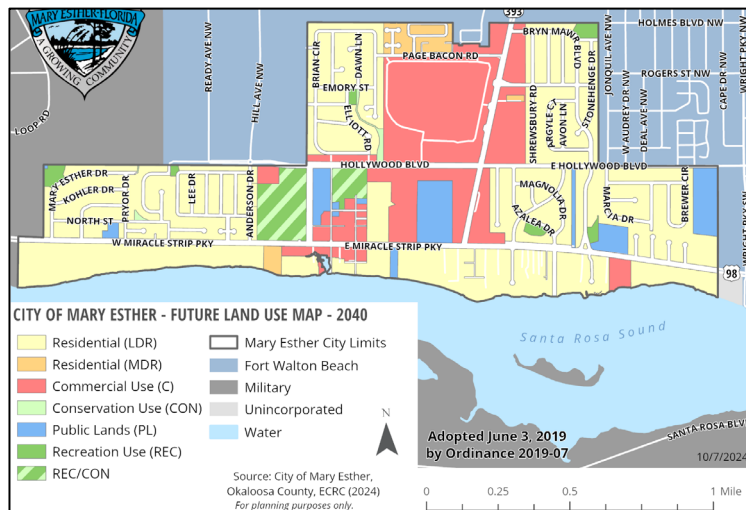 MARY ESTHER-FLORIDA
A GROWING COMMUNITY
393
READY AVE NW
HILL AVE NW
LOOP RD
BRIAN CIR
DAWN LN
EMORY ST
ELLIOTT RD
PAGE BACON RD
BRYN MAWR BLVD
STONEHENGE DR
SHREWSBURY RD
ARGYLE CT
AVON LN
JONQUIL AVE NW
HOLMES BLVD NW
ROGERS ST NW
W AUDREY DR NW
DEAL AVE NW
CAPE DR NW
WRIGHT PKY NW
HOLLYWOOD BLVD
E HOLLYWOOD BLVD
MARY ESTHER DR
KOHLER DR
NORTH ST
PRYOR DR
LEE DR
ANDERSON DR
MAGNOLIA DR
AZALEA DR
MARCIA DR
BREWER CIR
W MIRACLE STRIP PKY
E MIRACLE STRIP PKY
98
CITY OF MARY ESTHER - FUTURE LAND USE MAP - 2040
Residential (LDR)
Residential (MDR)
Commercial Use (C)
Conservation Use (CON)
Public Lands (PL)
Recreation Use (REC)
REC/CON
Mary Esther City Limits
Fort Walton Beach
Military
Unincorporated
Water
Source: City of Mary Esther,
Okaloosa County, ECRC (2024)
For planning purposes only.
N
Santa Rosa Sound
SANTA ROSA BLV
Adopted June 3, 2019
by Ordinance 2019-07
10/7/2024
0 0.25 0.5 1 Mile